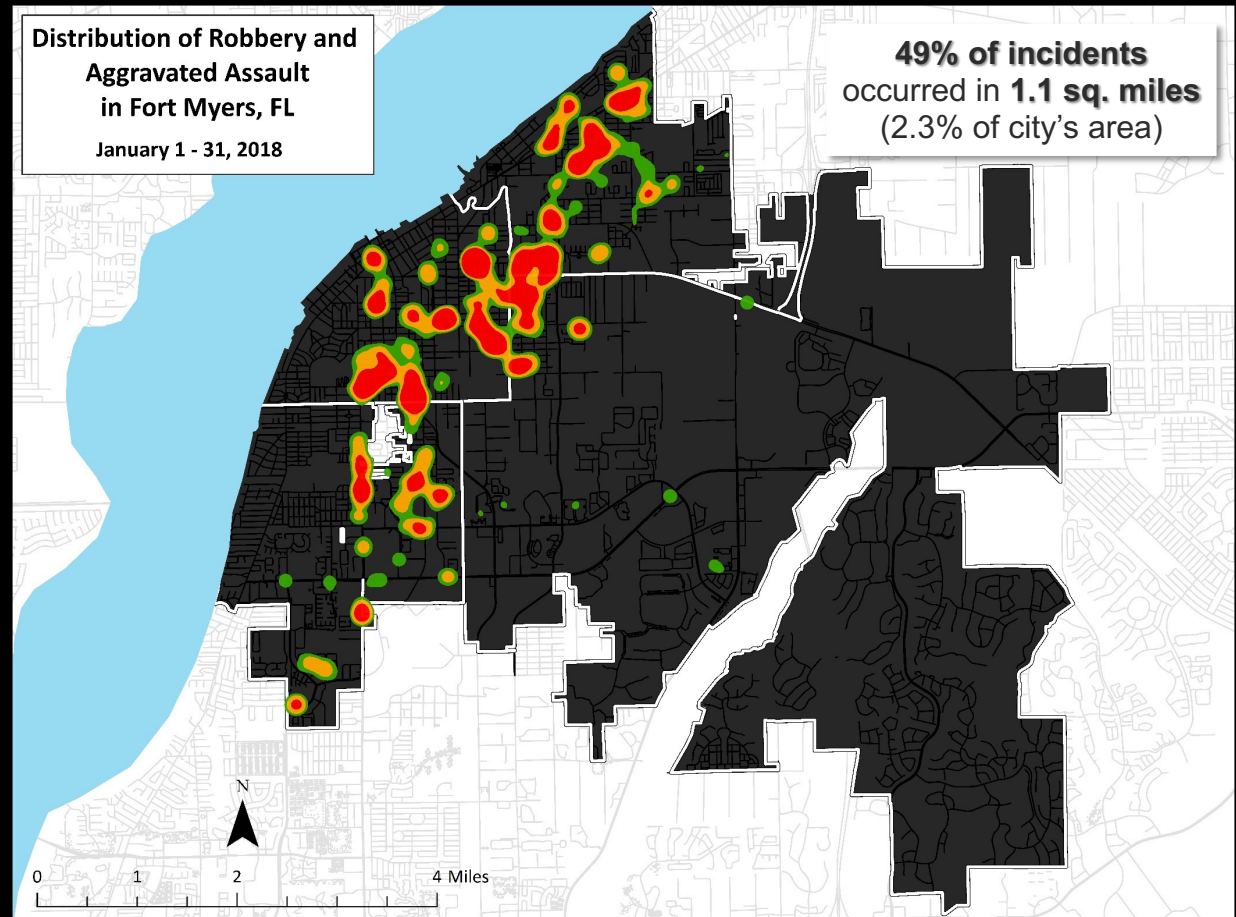 Distribution of Robbery and
Aggravated Assault
in Fort Myers, FL
January 1 - 31, 2018
49% of incidents
occurred in 1.1 sq. miles
(2.3% of city's area)
N
0 1 2 4 Miles